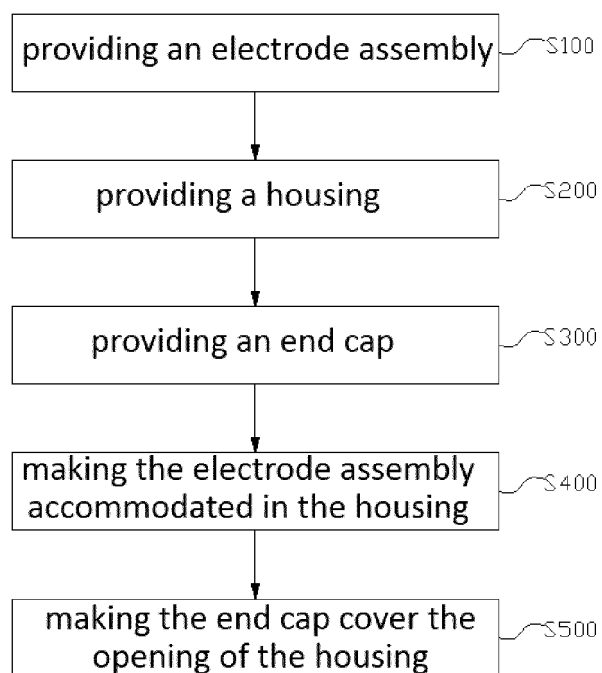 providing an electrode assembly
S100
providing a housing
S200
providing an end cap
S300
making the electrode assembly
accommodated in the housing
S400
making the end cap cover the
opening of the housing
S500